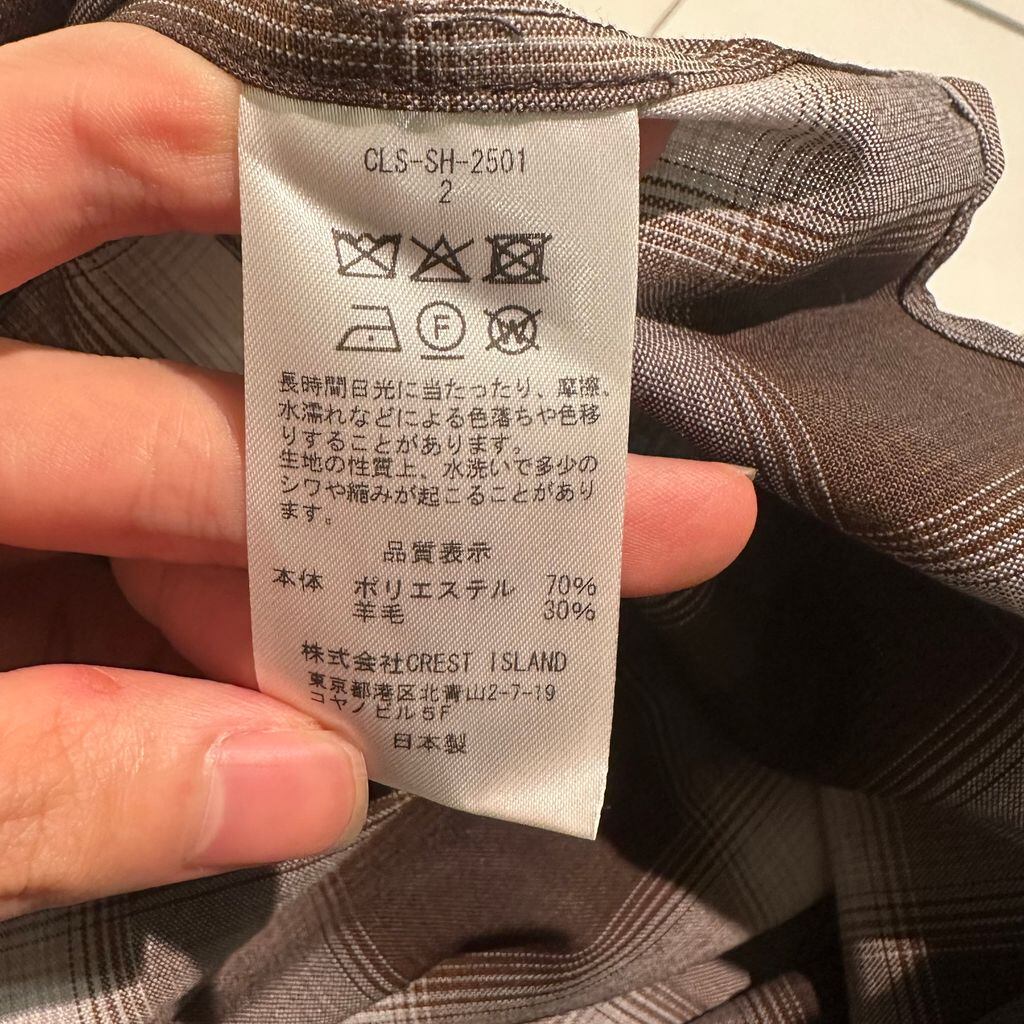 CLS-SH-2501
2
F
W
長時間日光に当たったり、摩擦、
水濡れなどによる色落ちや色移
りすることがあります。
生地の性質上、水洗いで多少の
シワや縮みが起こることがあり
ます。
品質表示
本体 ポリエステル 70%
羊毛 30%
株式会社CREST ISLAND
東京都港区北青山2-7-19
コヤノビル5F
日本製